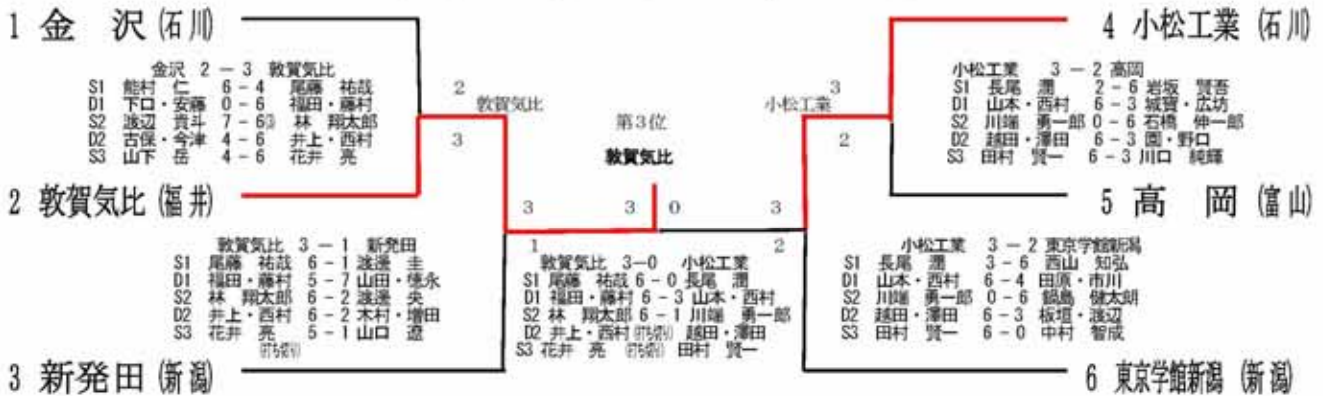 1 金 沢 (石川)
金沢 2 － 3 敦賀気比
S1 能村 仁 6 - 4 尾藤 祐哉
D1 下口・安藤 0 - 6 福田・藤村
S2 渡辺 貴斗 7 - 6③ 林 翔太郎
D2 古保・今津 4 - 6 井上・西村
S3 山下 岳 4 - 6 花井 亮
2 敦賀気比 (福井)
敦賀気比 3 － 1 新発田
S1 尾藤 祐哉 6 - 1 渡邊 圭
D1 福田・藤村 5 - 7 山田・徳永
S2 林 翔太郎 6 - 2 渡邊 央
D2 井上・西村 6 - 2 木村・増田
S3 花井 亮 5 - 1 山口 遼
(打ち切り)
3 新発田 (新潟)
2
敦賀気比
3
3
1
第3位
敦賀気比
3 0
敦賀気比 3－0 小松工業
S1 尾藤 祐哉 6 - 0 長尾 潤
D1 福田・藤村 6 - 3 山本・西村
S2 林 翔太郎 6 - 1 川端 勇一郎
D2 井上・西村 (打ち切り) 越田・澤田
S3 花井 亮 (打ち切り) 田村 賢一
3
小松工業
2
3
2
4 小松工業 (石川)
小松工業 3 － 2 高岡
S1 長尾 潤 2 - 6 岩坂 賢吾
D1 山本・西村 6 - 3 城寶・広坊
S2 川端 勇一郎 0 - 6 石橋 伸一郎
D2 越田・澤田 6 - 3 園・野口
S3 田村 賢一 6 - 3 川口 純輝
5 高 岡 (富山)
小松工業 3 － 2 東京学館新潟
S1 長尾 潤 3 - 6 西山 知弘
D1 山本・西村 6 - 4 田原・市川
S2 川端 勇一郎 0 - 6 鍋島 健太朗
D2 越田・澤田 6 - 3 板垣・渡辺
S3 田村 賢一 6 - 0 中村 智成
6 東京学館新潟 (新潟)